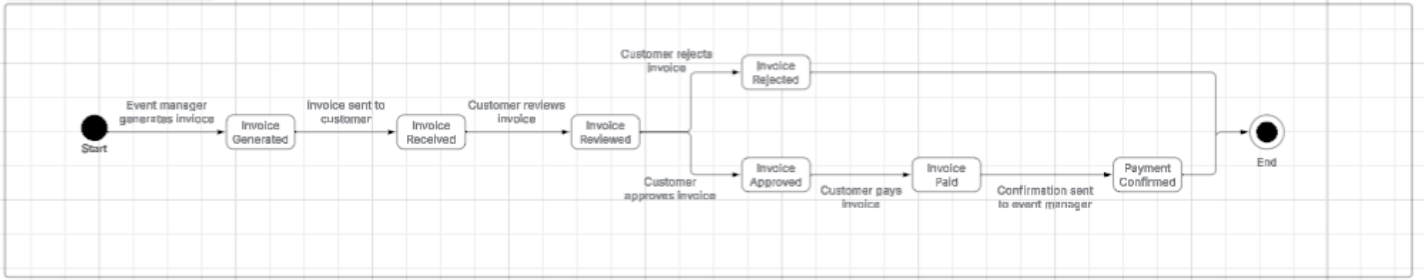 Event manager
generates invioce
Start
Invoice
Generated
Invoice sent to
customer
Invoice
Received
Customer reviews
invoice
Invoice
Reviewed
Customer rejects
invoice
Invoice
Rejected
Customer
approves invoice
Invoice
Approved
Customer pays
invoice
Invoice
Paid
Confirmation sent
to event manager
Payment
Confirmed
End